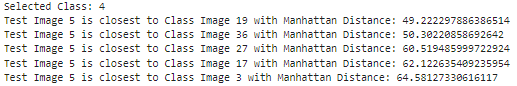 Selected Class: 4
Test Image 5 is closest to Class Image 19 with Manhattan Distance: 49.222297886386514
Test Image 5 is closest to Class Image 36 with Manhattan Distance: 50.30220858692642
Test Image 5 is closest to Class Image 27 with Manhattan Distance: 60.519485999722924
Test Image 5 is closest to Class Image 17 with Manhattan Distance: 62.122635409235954
Test Image 5 is closest to Class Image 3 with Manhattan Distance: 64.58127330616117